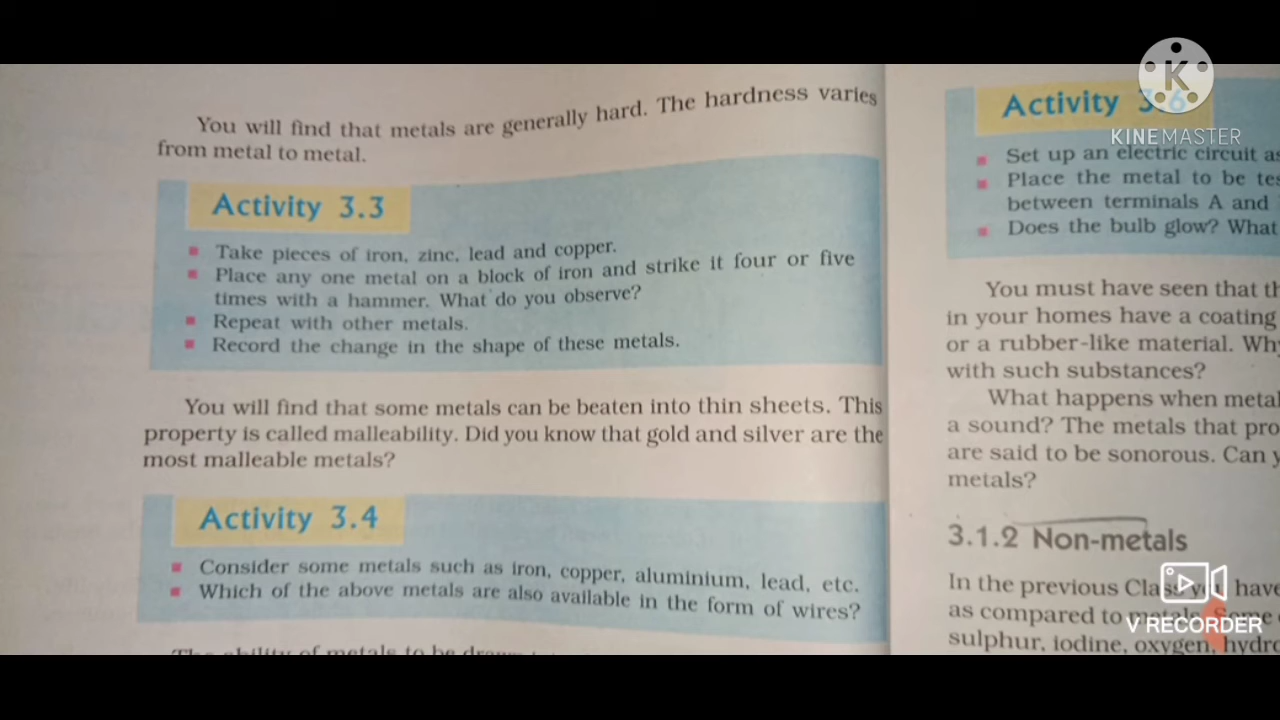 You will find that metals are generally hard. The hardness varies
from metal to metal.
Activity 3.3
Take pieces of iron, zinc, lead and copper.
Place any one metal on a block of iron and strike it four or five
times with a hammer. What do you observe?
Repeat with other metals.
Record the change in the shape of these metals.
You will find that some metals can be beaten into thin sheets. This
property is called malleability. Did you know that gold and silver are the
most malleable metals?
Activity 3.4
Consider some metals such as iron, copper, aluminium, lead, etc.
Which of the above metals are also available in the form of wires?
of metals to be
Activity 3.6
Set up an electric circuit as
Place the metal to be
between terminals A and
Does the bulb glow? What
You must have seen that
in your homes have a coating
or a rubber-like material.
with such substances?
What happens when metal
a sound? The metals that
are said to be sonorous. Can
metals?
3.1.2 Non-metals
In the previous Class have
as compared to metals. Some
sulphur, iodine, oxygen,
K
KINEMASTER
V RECORDER